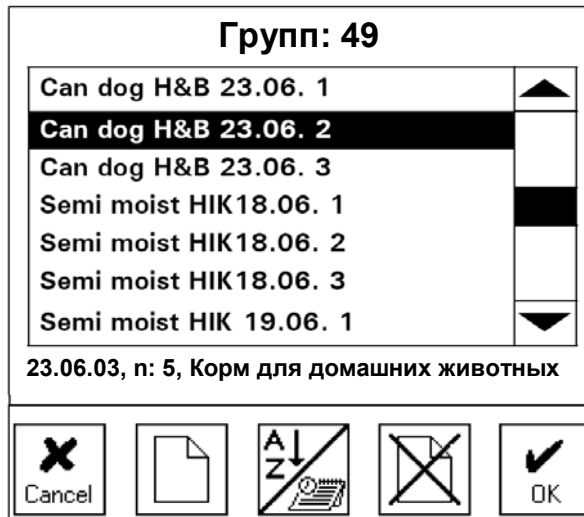 Групп: 49
Can dog H&B 23.06. 1
Can dog H&B 23.06. 2
Can dog H&B 23.06. 3
Semi moist HIK18.06. 1
Semi moist HIK18.06. 2
Semi moist HIK18.06. 3
Semi moist HIK 19.06. 1
23.06.03, n: 5, Корм для домашних животных
Cancel
A
Z
OK